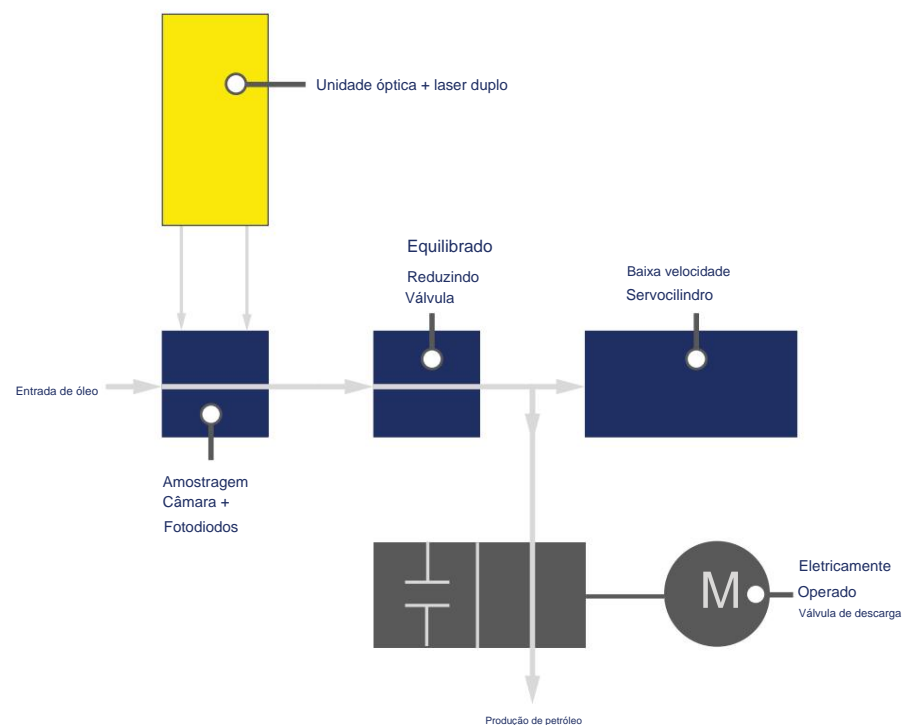 Unidade óptica + laser duplo
Equilibrado
Reduzindo
Válvula
Baixa velocidade
Servocilindro
Entrada de óleo
Amostragem
Câmara +
Fotodiodos
M
Eletricamente
Operado
Válvula de descarga
Produção de petróleo